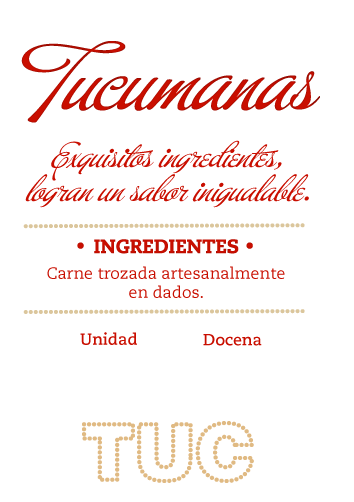 Tucumanas
Exquisitos ingredientes,
logran un sabor inigualable.
• INGREDIENTES •
Carne trozada artesanalmente
en dados.
Unidad Docena
TUC